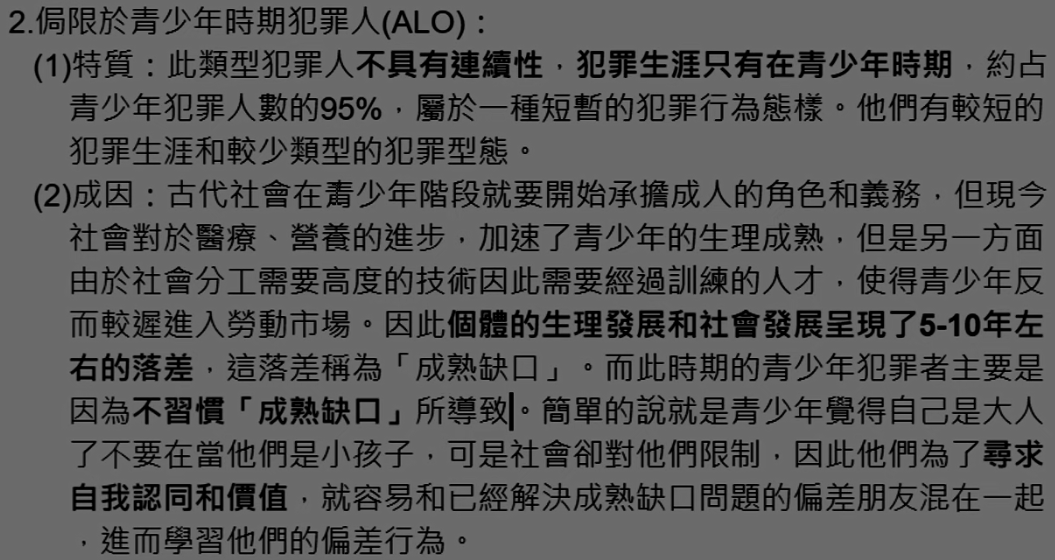 2.侷限於青少年時期犯罪人(ALO)：
(1)特質：此類型犯罪人不具有連續性，犯罪生涯只有在青少年時期，約占
青少年犯罪人數的95%，屬於一種短暫的犯罪行為態樣。他們有較短的
犯罪生涯和較少類型的犯罪型態。
(2)成因：古代社會在青少年階段就要開始承擔成人的角色和義務，但現今
社會對於醫療、營養的進步，加速了青少年的生理成熟，但是另一方面
由於社會分工需要高度的技術因此需要經過訓練的人才，使得青少年反
而較遲進入勞動市場。因此個體的生理發展和社會發展呈現了5-10年左
右的落差，這落差稱為「成熟缺口」。而此時期的青少年犯罪者主要是
因為不習慣「成熟缺口」所導致。簡單的說就是青少年覺得自己是大人
了不要在當他們是小孩子，可是社會卻對他們限制，因此他們為了尋求
自我認同和價值，就容易和已經解決成熟缺口問題的偏差朋友混在一起
，進而學習他們的偏差行為。